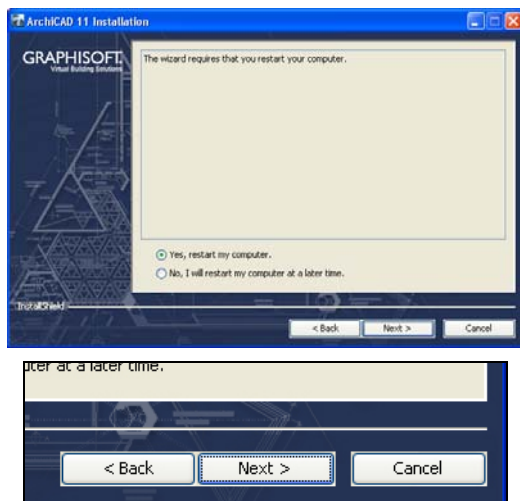 ArchiCAD 11 Installation
GRAPHISOFT
Virtual Building Solutions
The wizard requires that you restart your computer.
Yes, restart my computer.
No, I will restart my computer at a later time.
InstallShield
< Back Next > Cancel
uter at a later time.
< Back Next > Cancel